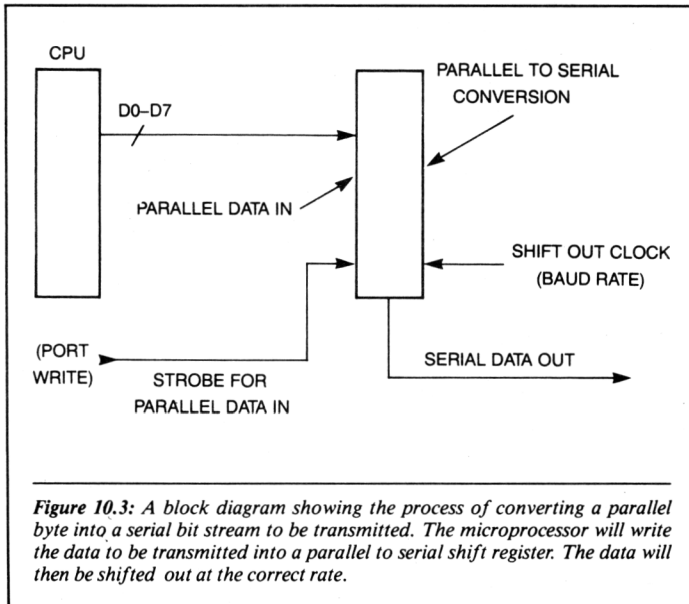 CPU
D0–D7
PARALLEL TO SERIAL
CONVERSION
PARALLEL DATA IN
SHIFT OUT CLOCK
(BAUD RATE)
(PORT
WRITE)
STROBE FOR
PARALLEL DATA IN
SERIAL DATA OUT
Figure 10.3: A block diagram showing the process of converting a parallel
byte into a serial bit stream to be transmitted. The microprocessor will write
the data to be transmitted into a parallel to serial shift register. The data will
then be shifted out at the correct rate.